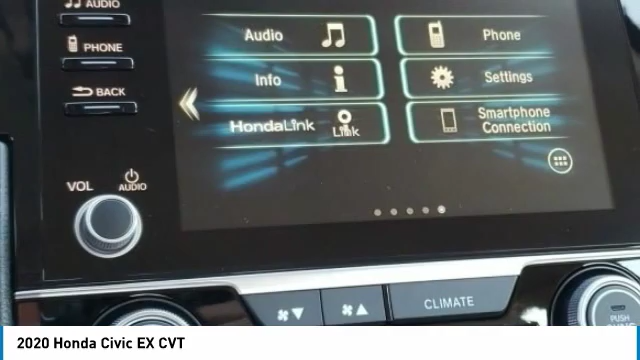 AUDIO
PHONE
BACK
VOL
AUDIO
Audio
Phone
Info
Settings
HondaLink
Link
Smartphone
Connection
CLIMATE
PUSH
2020 Honda Civic EX CVT